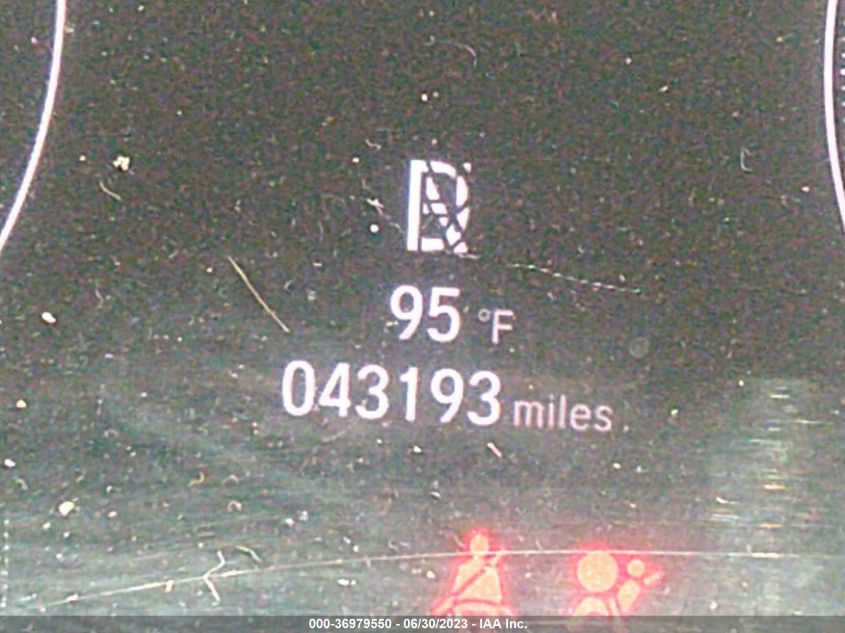 95 °F
043193 miles
000-36979550 - 06/30/2023 - IAA Inc.